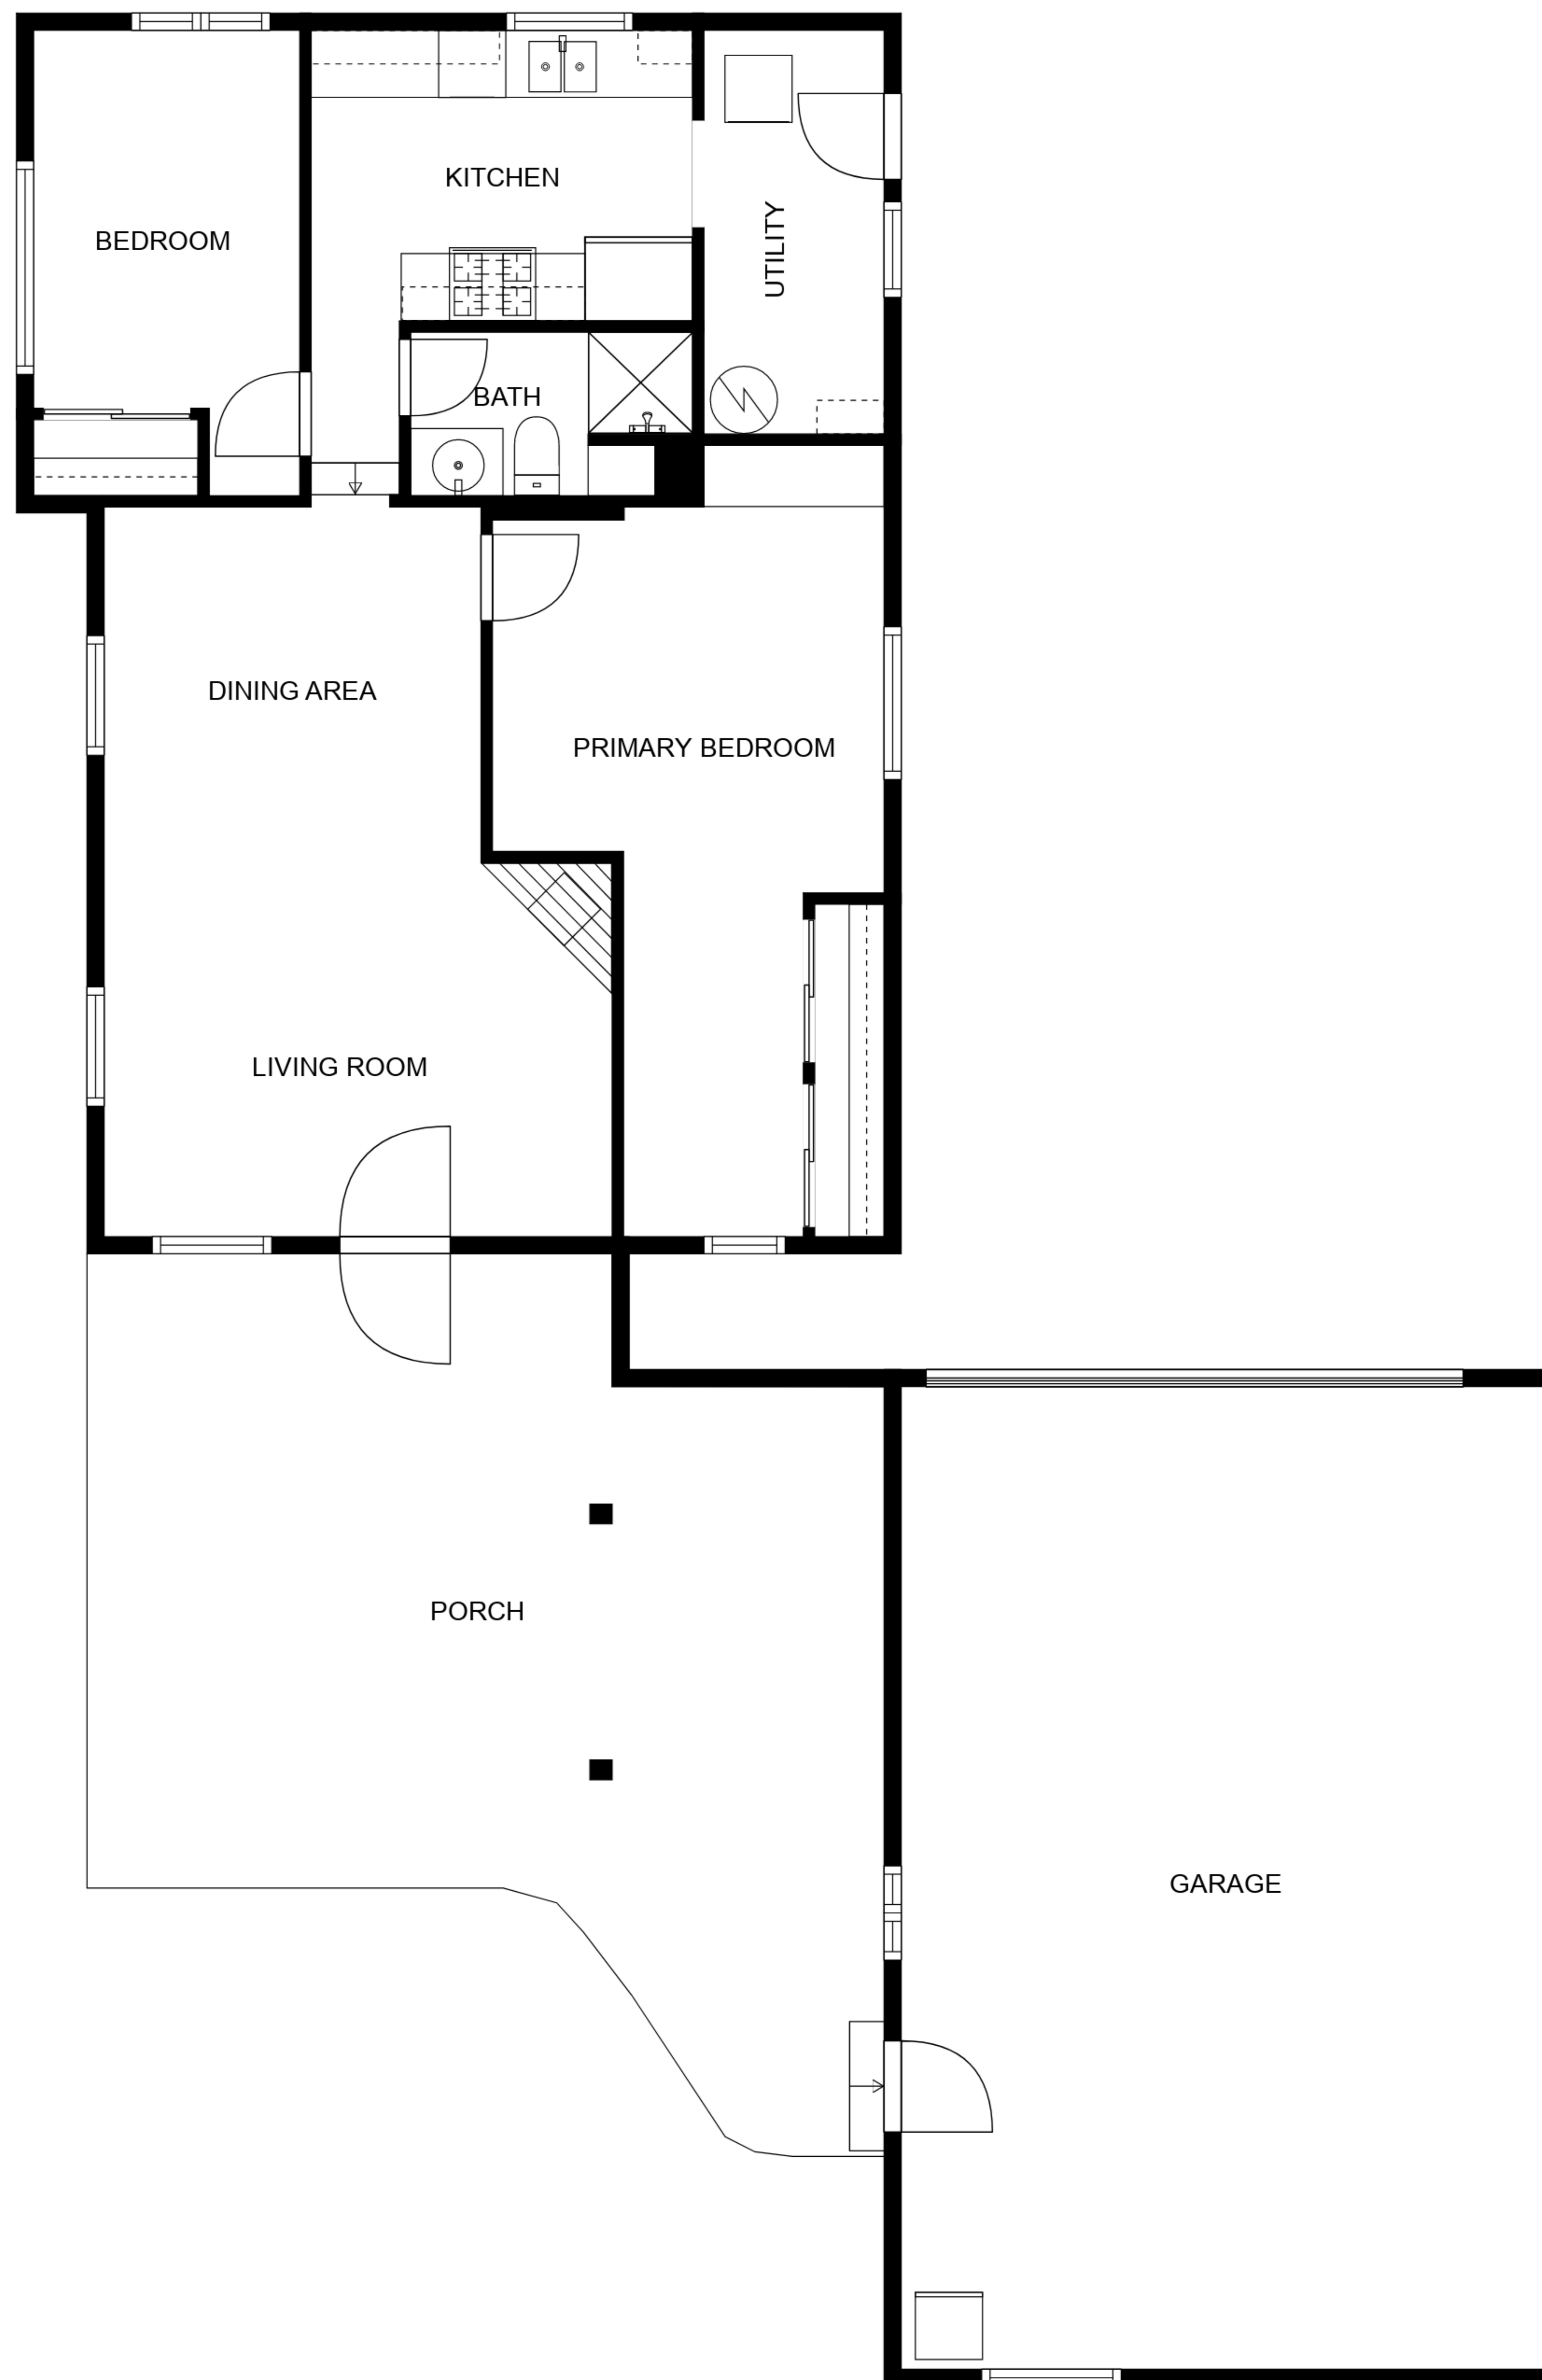 KITCHEN
BEDROOM
UTILITY
BATH
DINING AREA
PRIMARY BEDROOM
LIVING ROOM
PORCH
GARAGE